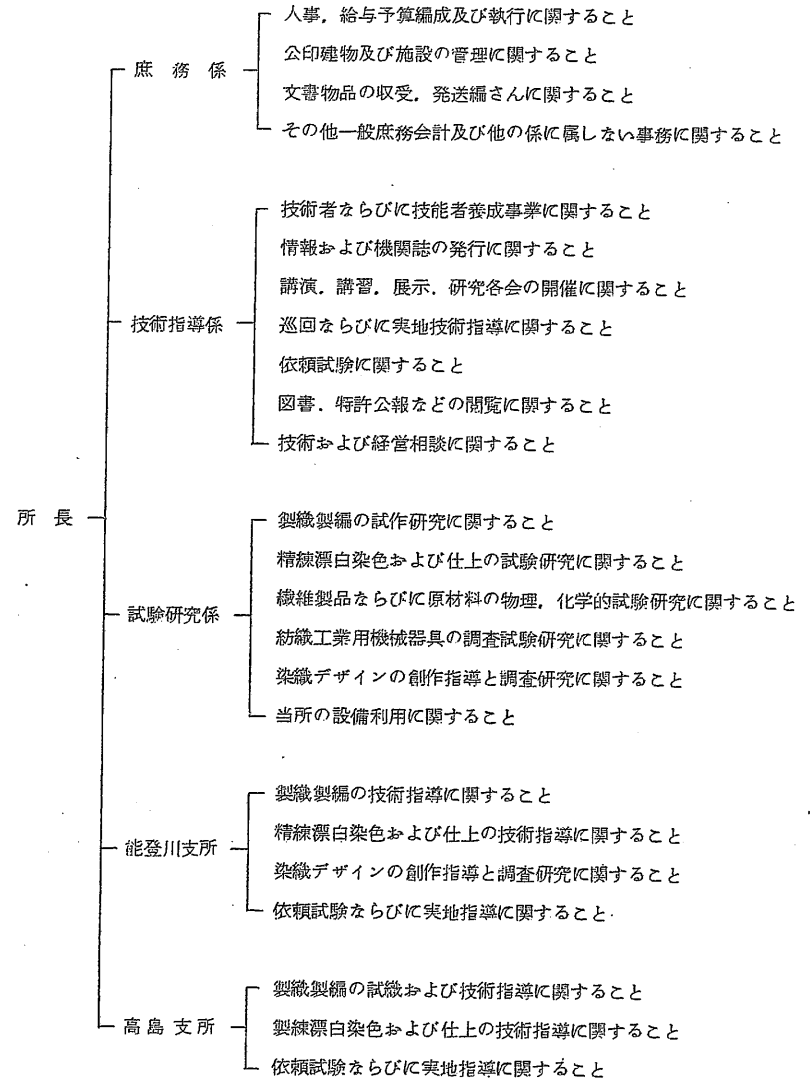 所長
庶務係
人事，給与予算編成及び執行に関すること
公印建物及び施設の管理に関すること
文書物品の収受，発送編さんに関すること
その他一般庶務会計及び他の係に属しない事務に関すること
技術指導係
技術者ならびに技能者養成事業に関すること
情報および機関誌の発行に関すること
講演，講習，展示，研究各会の開催に関すること
巡回ならびに実地技術指導に関すること
依頼試験に関すること
図書，特許公報などの閲覧に関すること
技術および経営相談に関すること
試験研究係
製織製編の試作研究に関すること
精練漂白染色および仕上の試験研究に関すること
繊維製品ならびに原材料の物理，化学的試験研究に関すること
紡織工業用機械器具の調査試験研究に関すること
染織デザインの創作指導と調査研究に関すること
当所の設備利用に関すること
能登川支所
製織製編の技術指導に関すること
精練漂白染色および仕上の技術指導に関すること
染織デザインの創作指導と調査研究に関すること
依頼試験ならびに実地指導に関すること
高島支所
製織製編の試織および技術指導に関すること
製練漂白染色および仕上の技術指導に関すること
依頼試験ならびに実地指導に関すること